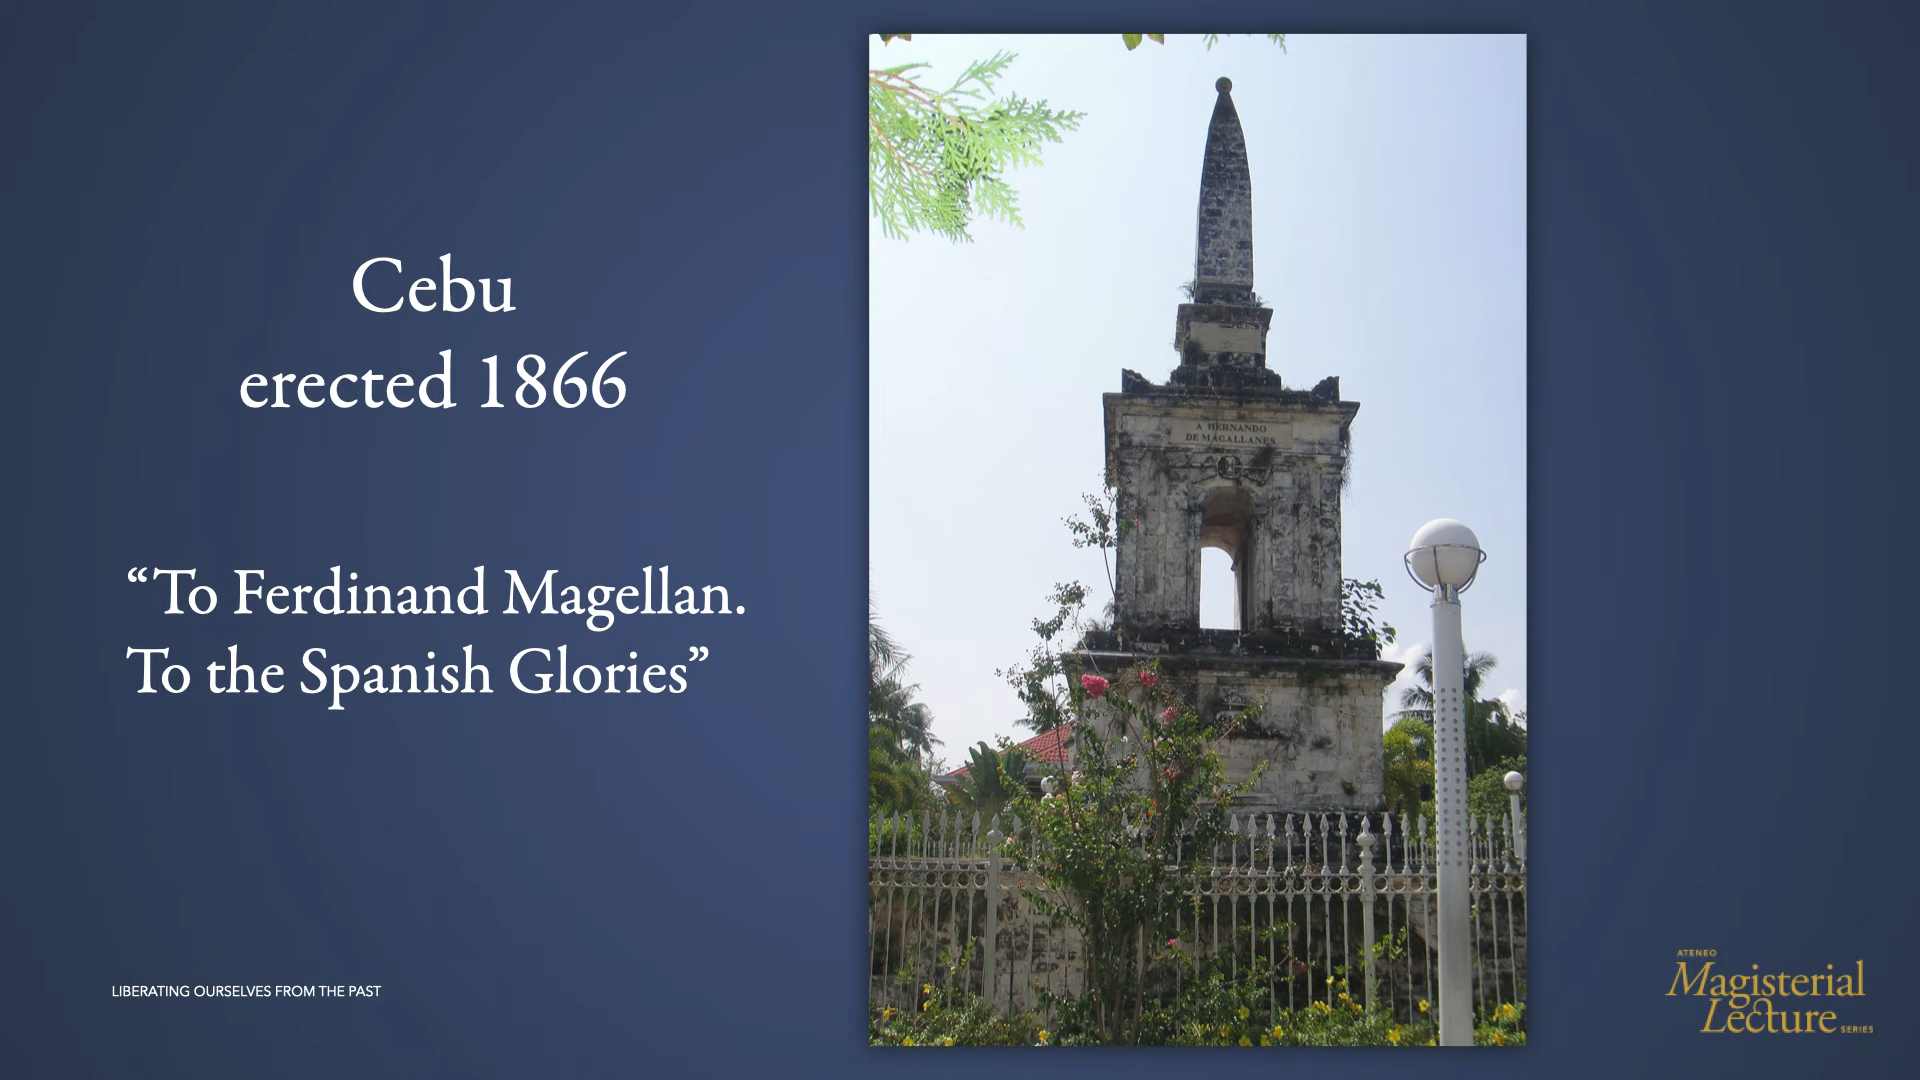 Cebu
erected 1866
“To Ferdinand Magellan.
To the Spanish Glories”
A HERNANDO
DE MAGALLANES
LIBERATING OURSELVES FROM THE PAST
ATENEO
Magisterial
Lecture SERIES